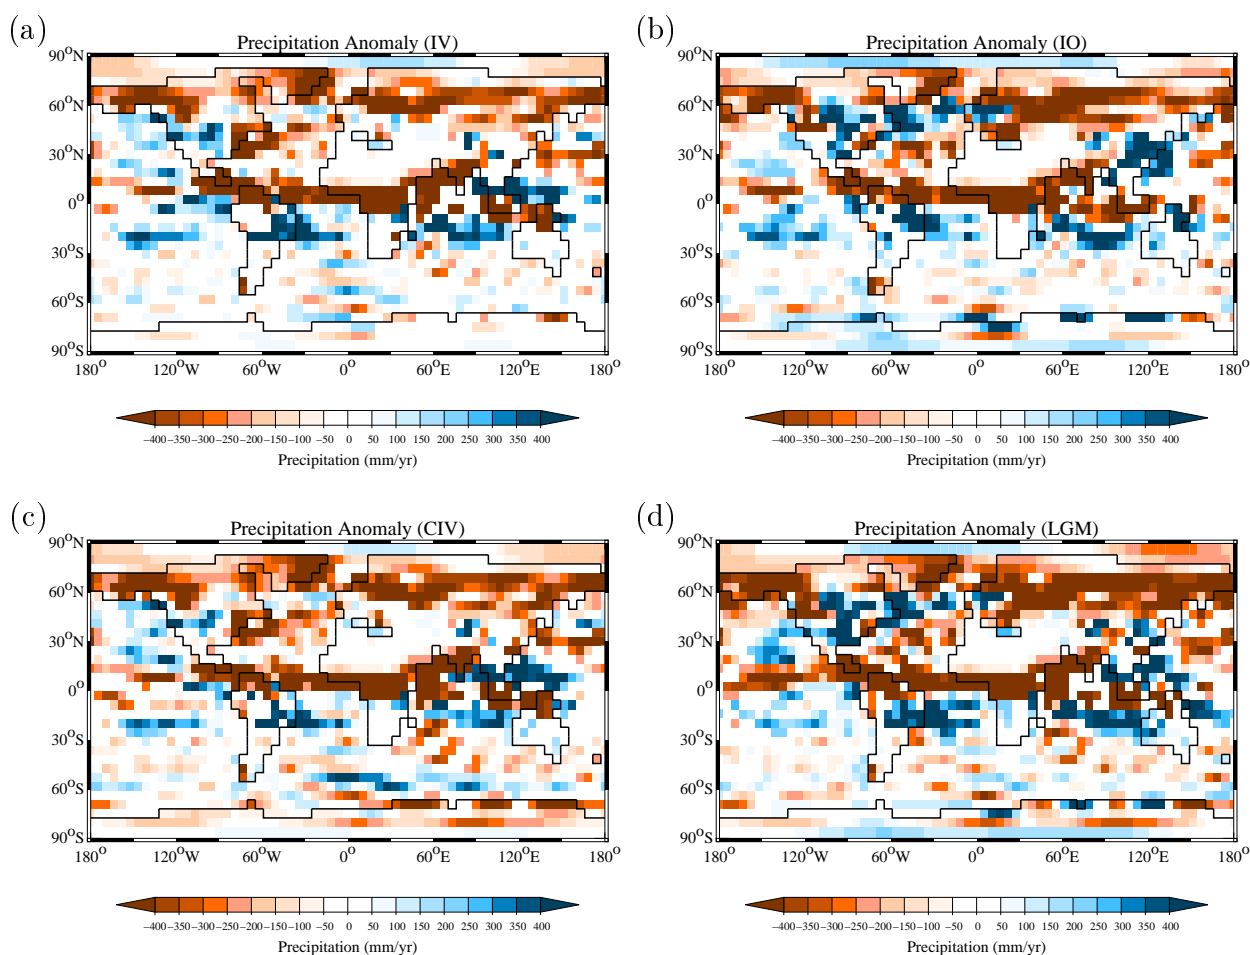 (a)
Precipitation Anomaly (IV)
90°N
60°N
30°N
0°
30°S
60°S
90°S
180° 120°W 60°W 0° 60°E 120°E 180°
−400 −350 −300 −250 −200 −150 −100 −50 0 50 100 150 200 250 300 350 400
Precipitation (mm/yr)
(b)
Precipitation Anomaly (IO)
90°N
60°N
30°N
0°
30°S
60°S
90°S
180° 120°W 60°W 0° 60°E 120°E 180°
−400 −350 −300 −250 −200 −150 −100 −50 0 50 100 150 200 250 300 350 400
Precipitation (mm/yr)
(c)
Precipitation Anomaly (CIV)
90°N
60°N
30°N
0°
30°S
60°S
90°S
180° 120°W 60°W 0° 60°E 120°E 180°
−400 −350 −300 −250 −200 −150 −100 −50 0 50 100 150 200 250 300 350 400
Precipitation (mm/yr)
(d)
Precipitation Anomaly (LGM)
90°N
60°N
30°N
0°
30°S
60°S
90°S
180° 120°W 60°W 0° 60°E 120°E 180°
−400 −350 −300 −250 −200 −150 −100 −50 0 50 100 150 200 250 300 350 400
Precipitation (mm/yr)